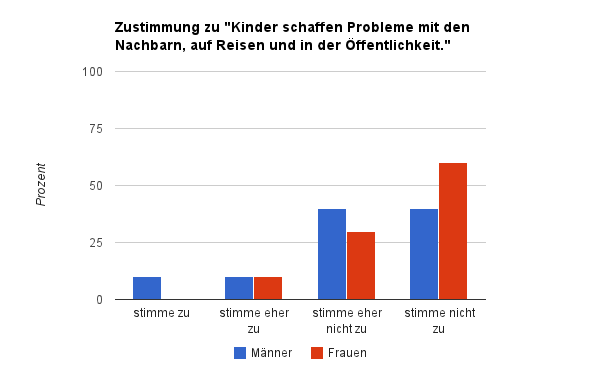 Zustimmung zu "Kinder schaffen Probleme mit den
Nachbarn, auf Reisen und in der Öffentlichkeit."
100
75
50
25
0
Prozent
stimme zu
stimme eher
zu
stimme eher
nicht zu
stimme nicht
zu
Männer
Frauen